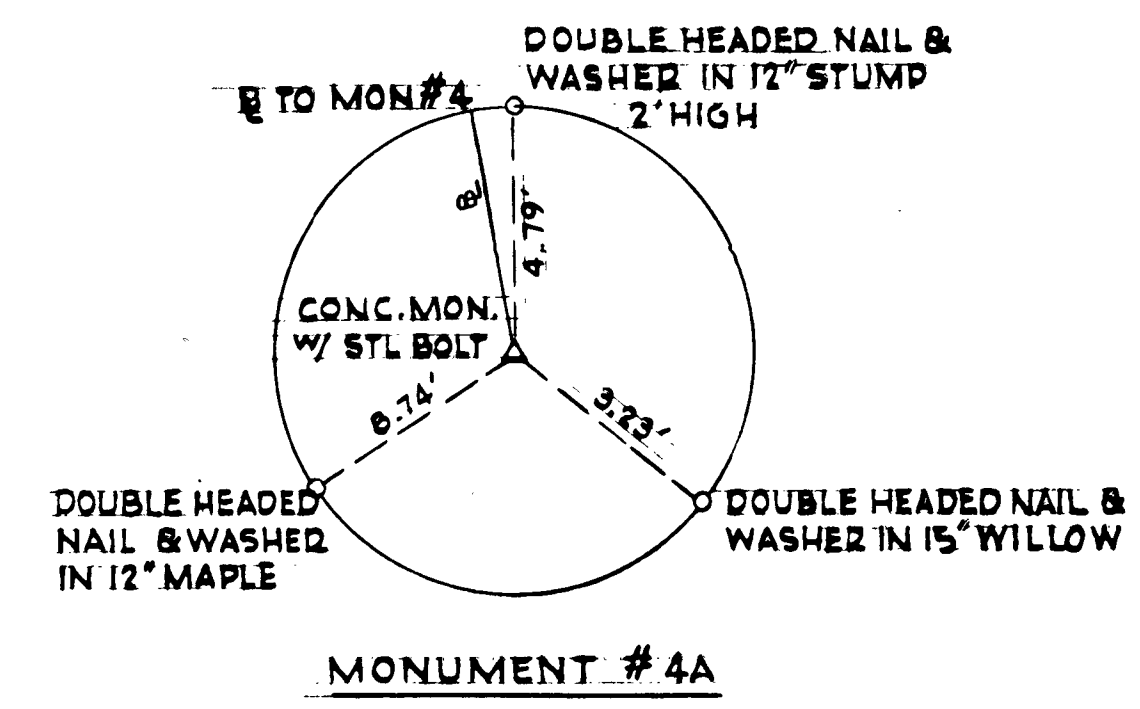 DOUBLE HEADED NAIL &
WASHER IN 12" STUMP
2' HIGH
℄ TO MON #4
℄
4.79'
CONC. MON.
W/ STL BOLT
8.74'
3.23'
DOUBLE HEADED
NAIL & WASHER
IN 12" MAPLE
DOUBLE HEADED NAIL &
WASHER IN 15" WILLOW
MONUMENT #4A